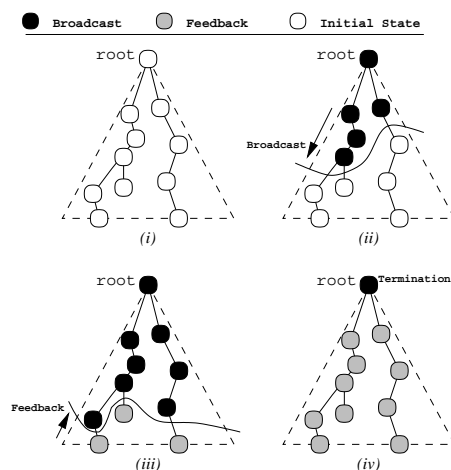 Broadcast Feedback Initial State
root root
Broadcast
(i) (ii)
root root Termination
Feedback
(iii) (iv)